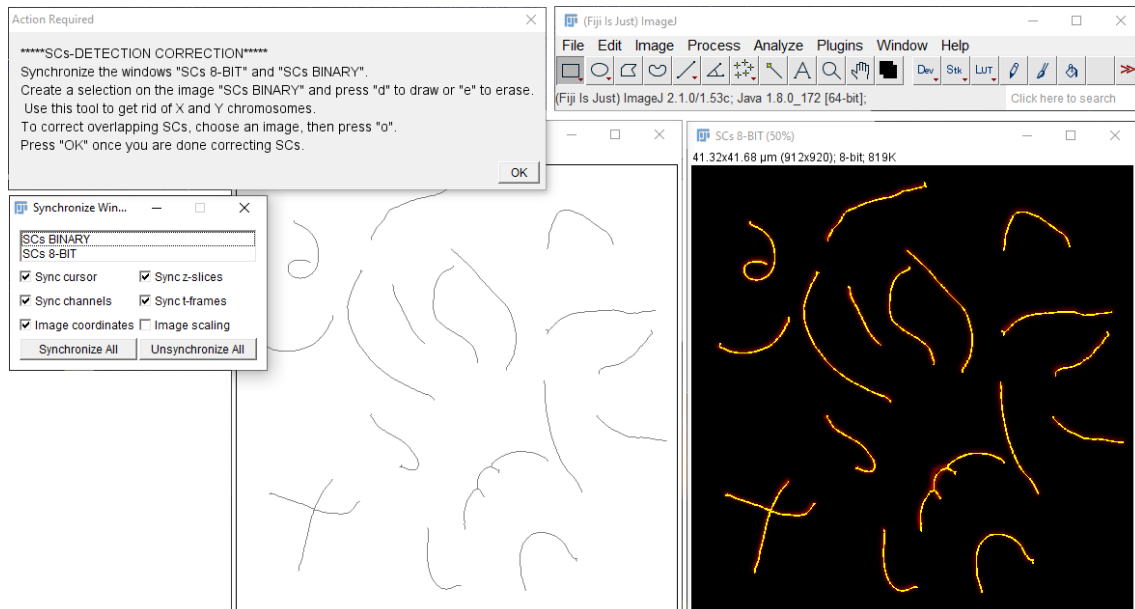 Action Required
*****SCs-DETECTION CORRECTION*****
Synchronize the windows "SCs 8-BIT" and "SCs BINARY".
Create a selection on the image "SCs BINARY" and press "d" to draw or "e" to erase.
Use this tool to get rid of X and Y chromosomes.
To correct overlapping SCs, choose an image, then press "o".
Press "OK" once you are done correcting SCs.
OK
(Fiji Is Just) ImageJ
File Edit Image Process Analyze Plugins Window Help
A Dev Stk LUT
(Fiji Is Just) ImageJ 2.1.0/1.53c; Java 1.8.0_172 [64-bit]; Click here to search
Synchronize Win...
SCs BINARY
SCs 8-BIT
Sync cursor Sync z-slices
Sync channels Sync t-frames
Image coordinates Image scaling
Synchronize All Unsynchronize All
SCs 8-BIT (50%)
41.32x41.68 µm (912x920); 8-bit; 819K